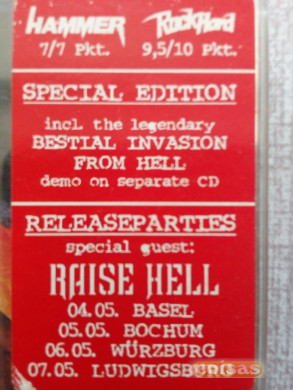 HAMMER RockHard
7/7 Pkt. 9,5/10 Pkt.
SPECIAL EDITION
incl. the legendary
BESTIAL INVASION
FROM HELL
demo on separate CD
RELEASEPARTIES
special guest:
RAISE HELL
04.05. BASEL
05.05. BOCHUM
06.05. WÜRZBURG
07.05. LUDWIGSBURG